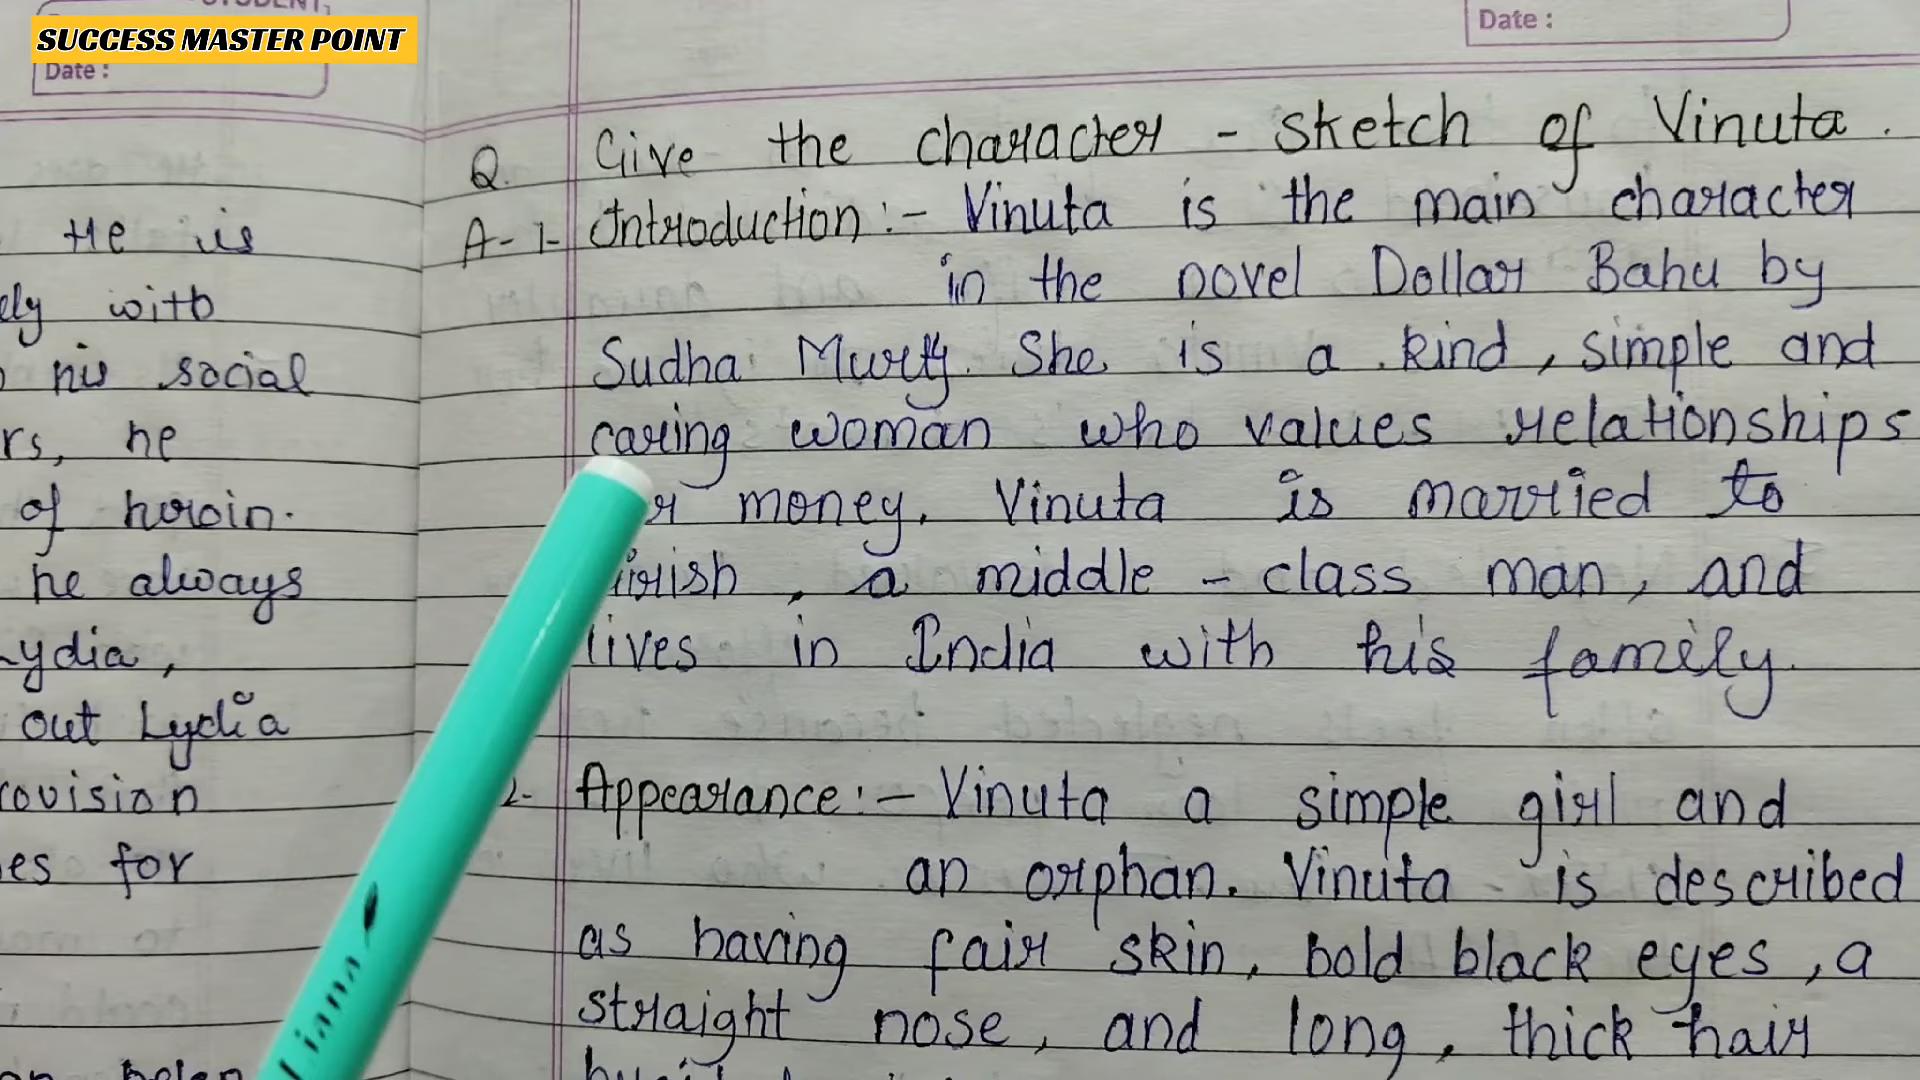 SUCCESS MASTER POINT
Date :
Date :
He is
with
his social
he
of heroin.
he always
Lydia,
out Lydia
for
Q. Give the character - sketch of Vinuta.
A-1- Introduction :- Vinuta is the main character
in the novel Dollar Bahu by
Sudha Murty. She is a kind, simple and
caring woman who values relationships
money. Vinuta is married to
, a middle - class man, and
lives in India with his family.
2- Appearance :- Vinuta a simple girl and
an orphan. Vinuta is described
as having fair skin, bold black eyes, a
straight nose, and long, thick hair
Liana